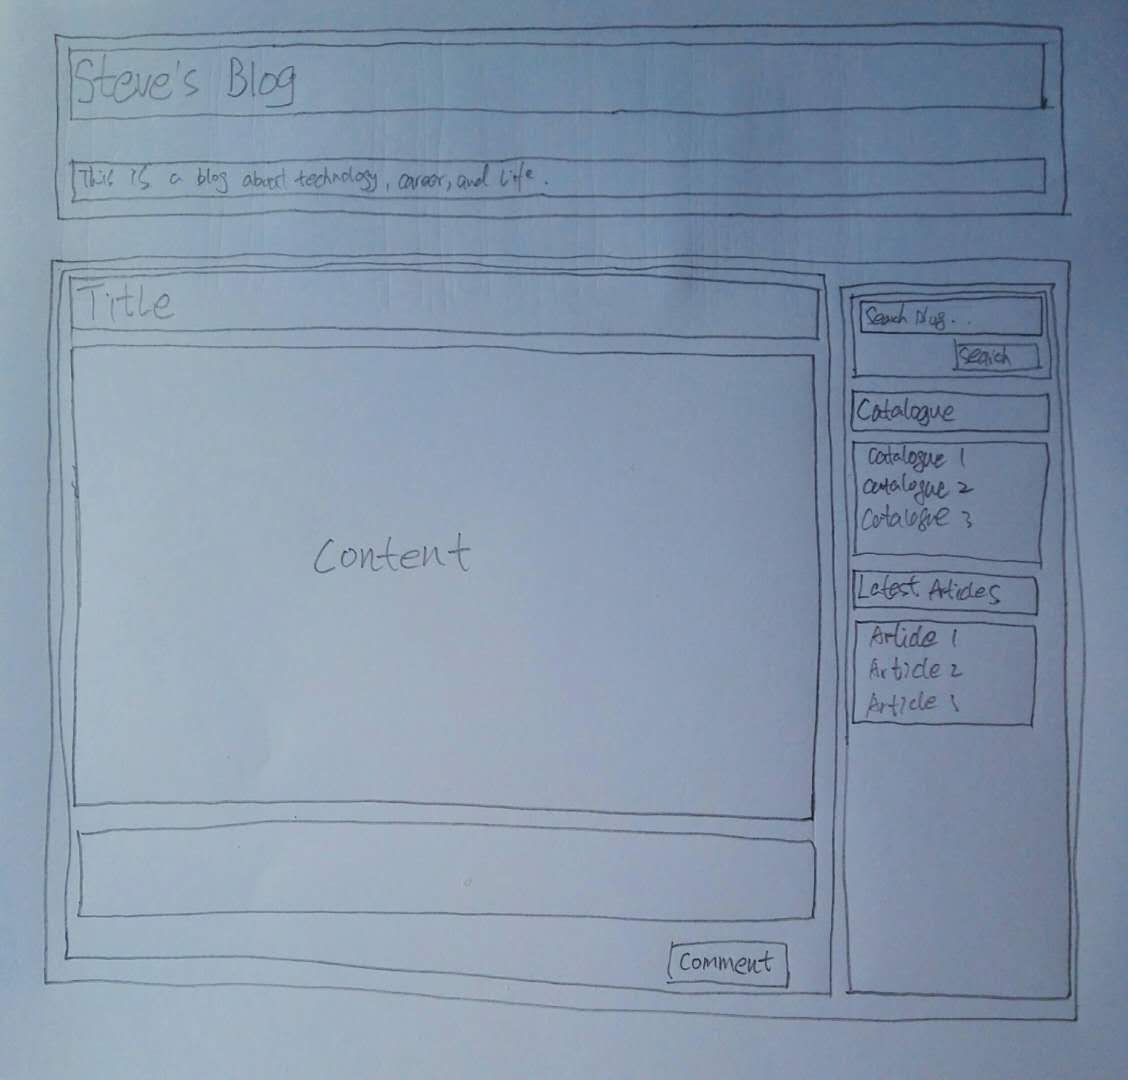 Steve's Blog
This is a blog about technology, career, and life.
Title
Content
Comment
Search blog...
Search
Catalogue
Catalogue 1
Catalogue 2
Catalogue 3
Latest Articles
Article 1
Article 2
Article 3